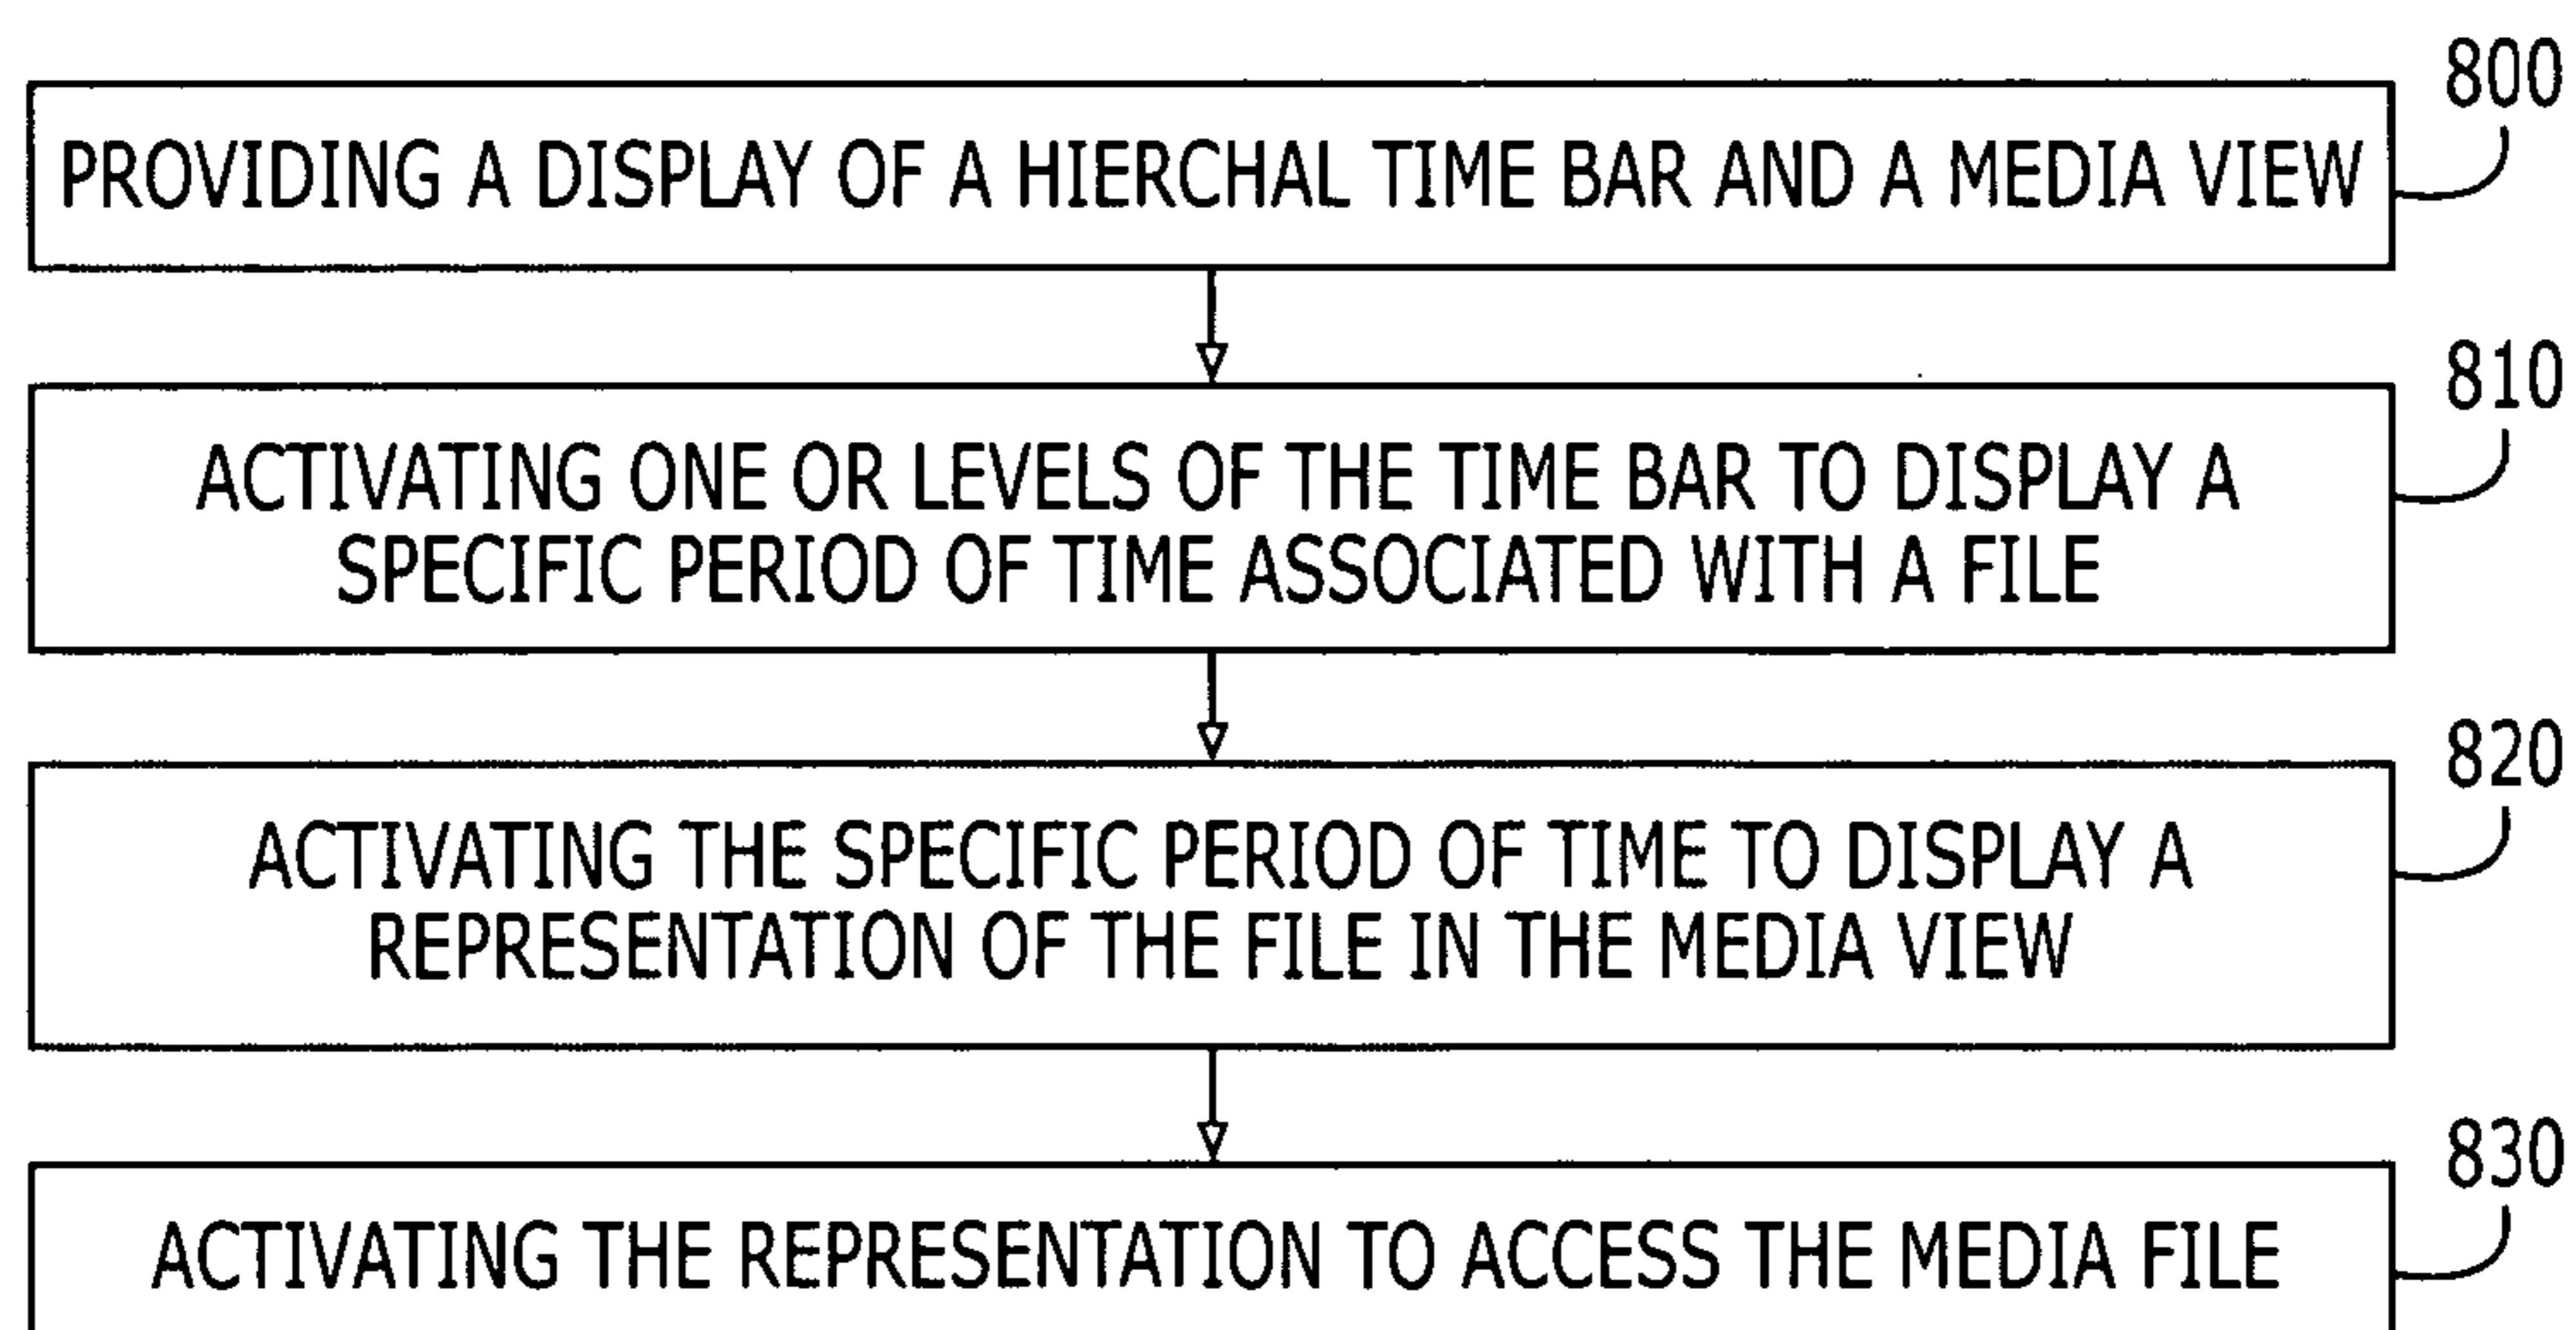 800
PROVIDING A DISPLAY OF A HIERCHAL TIME BAR AND A MEDIA VIEW
810
ACTIVATING ONE OR LEVELS OF THE TIME BAR TO DISPLAY A
SPECIFIC PERIOD OF TIME ASSOCIATED WITH A FILE
820
ACTIVATING THE SPECIFIC PERIOD OF TIME TO DISPLAY A
REPRESENTATION OF THE FILE IN THE MEDIA VIEW
830
ACTIVATING THE REPRESENTATION TO ACCESS THE MEDIA FILE